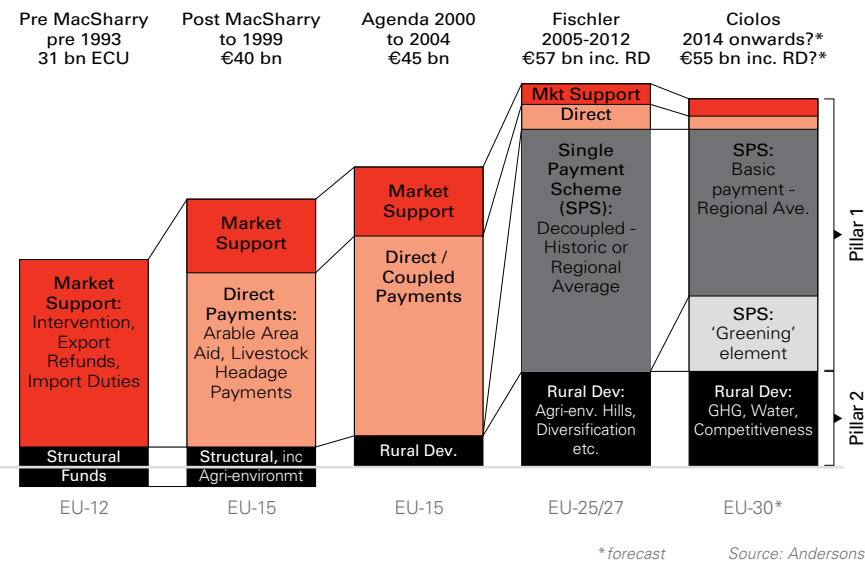 Pre MacSharry
pre 1993
31 bn ECU
Post MacSharry
to 1999
€40 bn
Agenda 2000
to 2004
€45 bn
Fischler
2005-2012
€57 bn inc. RD
Ciolos
2014 onwards?*
€55 bn inc. RD?*
Market
Support:
Intervention,
Export
Refunds,
Import Duties
Structural
Funds
Market
Support
Direct
Payments:
Arable Area
Aid, Livestock
Headage
Payments
Structural, inc
Agri-environmt
Market
Support
Direct /
Coupled
Payments
Rural Dev.
Mkt Support
Direct
Single
Payment
Scheme
(SPS):
Decoupled -
Historic or
Regional
Average
Rural Dev:
Agri-env. Hills,
Diversification
etc.
SPS:
Basic
payment -
Regional Ave.
SPS:
‘Greening’
element
Rural Dev:
GHG, Water,
Competitiveness
Pillar 1
Pillar 2
EU-12
EU-15
EU-15
EU-25/27
EU-30*
*forecast
Source: Andersons